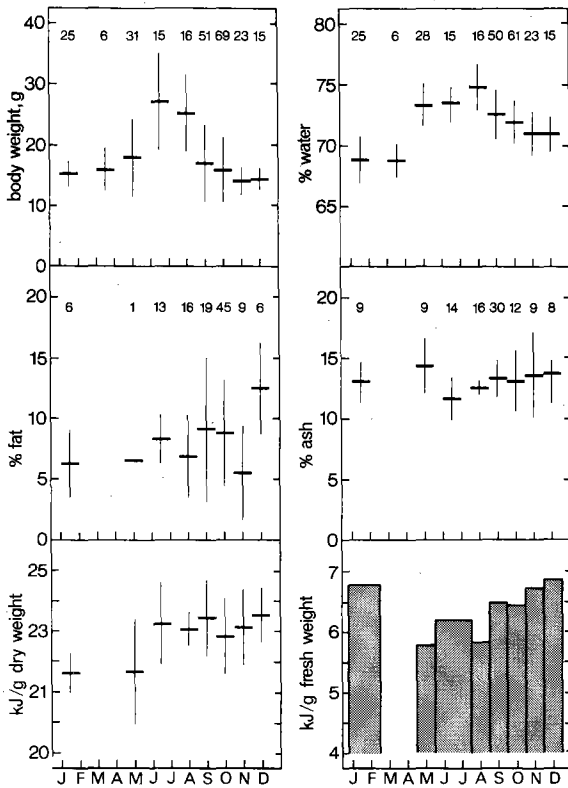 40
25 6 31 15 16 51 69 23 15
30
20
10
0
body weight, g
80
25 6 28 15 16 50 61 23 15
75
70
65
% water
J F M A M J J A S O N D
J F M A M J J A S O N D
20
6 1 13 16 19 45 9 6
15
10
5
0
% fat
20
9 9 14 16 30 12 9 8
15
10
5
0
% ash
J F M A M J J A S O N D
J F M A M J J A S O N D
25
23
21
20
kJ/g dry weight
7
6
5
4
kJ/g fresh weight
J F M A M J J A S O N D
J F M A M J J A S O N D